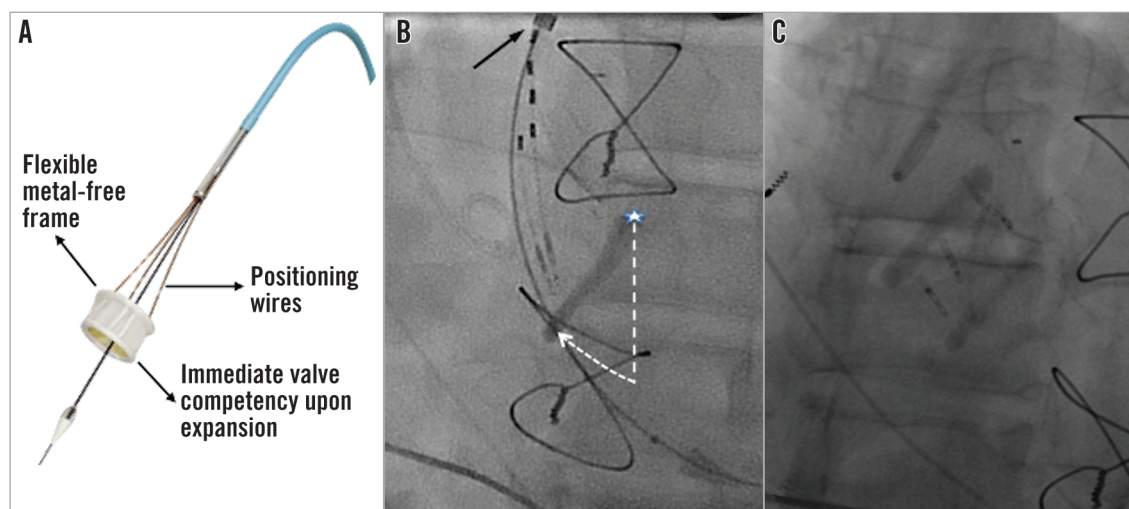 A
B
C
Flexible
metal-free
frame
Positioning
wires
Immediate valve
competency upon
expansion